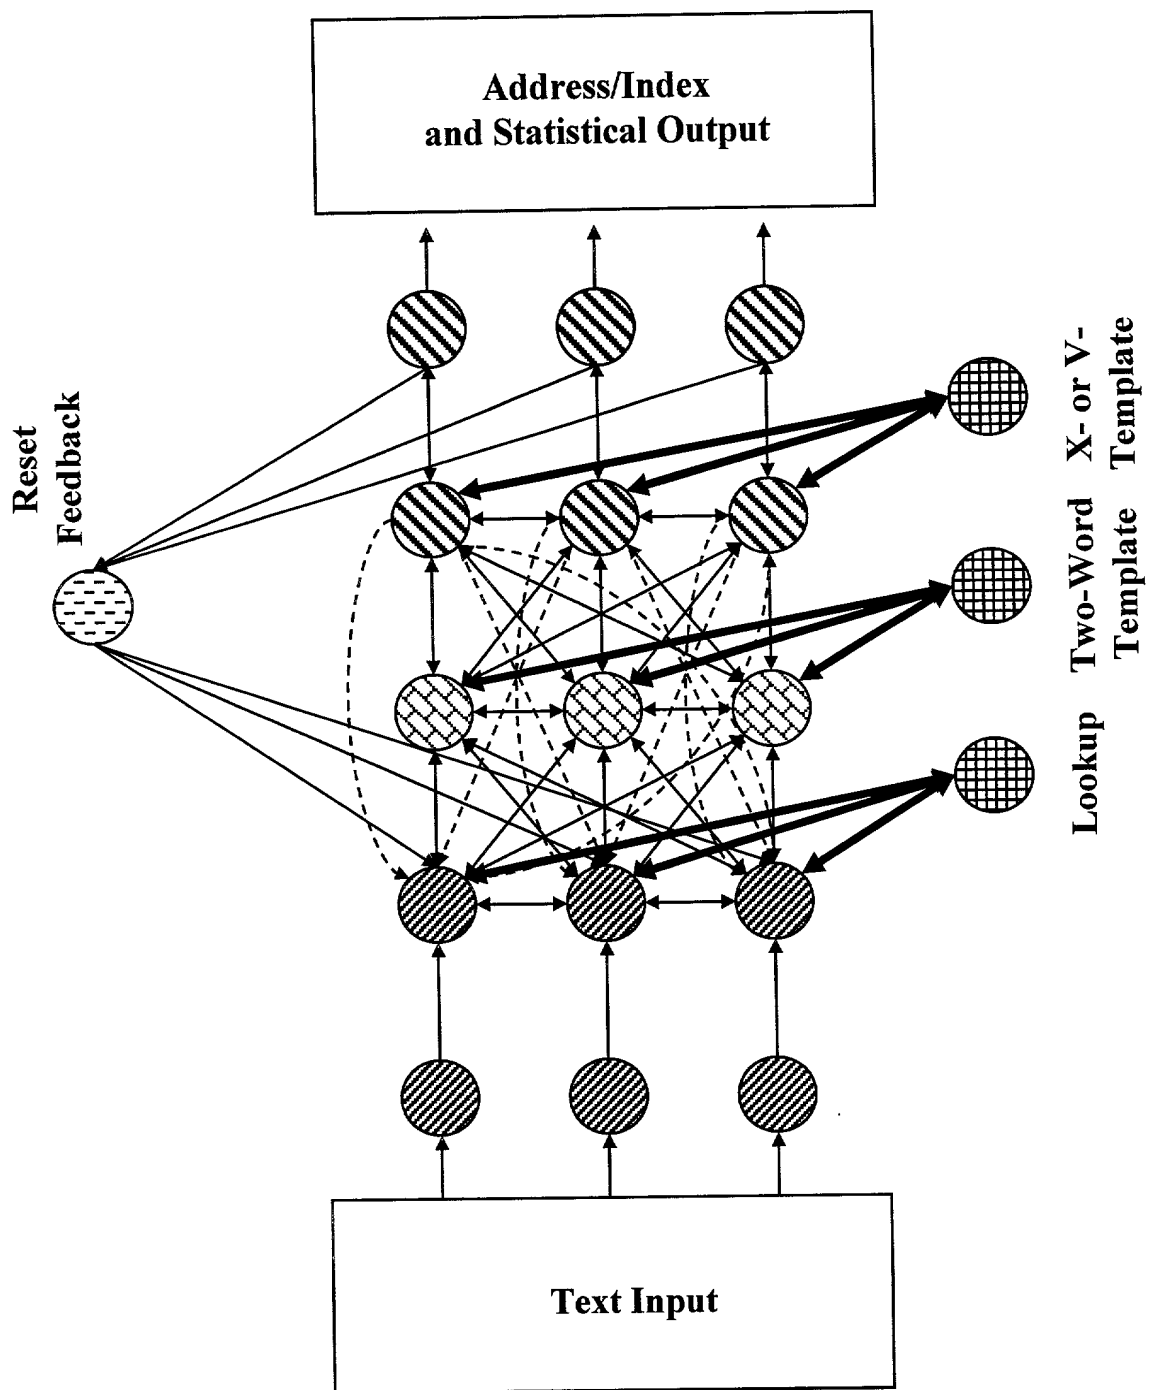 Address/Index
and Statistical Output
Reset
Feedback
X- or V-
Template
Two-Word
Template
Lookup
Text Input